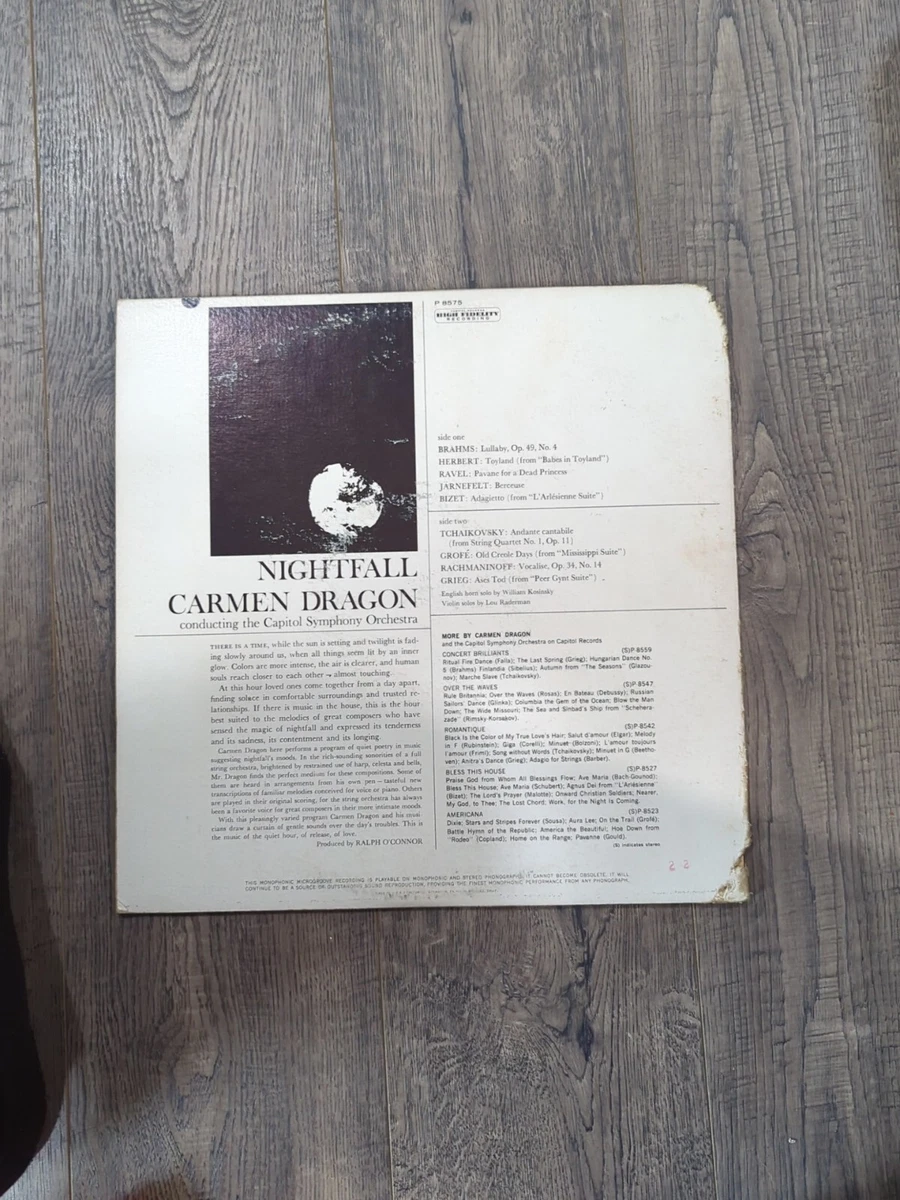 NIGHTFALL
CARMEN DRAGON
conducting the Capitol Symphony Orchestra
THERE IS A TIME, while the sun is setting and twilight is fad-
ing slowly around us, when all things seem lit by an inner
glow. Colors are more intense, the air is clearer, and human
souls reach closer to each other – almost touching.
At this hour loved ones come together from a day apart,
finding solace in comfortable surroundings and trusted re-
lationships. If there is music in the house, this is the hour
best suited to the melodies of great composers who have
sensed the magic of nightfall and expressed its tenderness
and its sadness, its contentment and its longing.
Carmen Dragon here performs a program of quiet poetry in music
suggesting nightfall's moods. In the rich-sounding sonorities of a full
string orchestra, brightened by restrained use of harp, celesta and bells,
Mr. Dragon finds the perfect medium for these compositions. Some of
them are heard in arrangements from his own pen – tasteful new
transcriptions of familiar melodies conceived for voice or piano. Others
are played in their original scoring, for the string orchestra has always
been a favorite voice for great composers in their more intimate moods.
With this pleasingly varied program Carmen Dragon and his musi-
cians draw a curtain of gentle sounds over the day's troubles. This is
the music of the quiet hour, of release, of love.
Produced by RALPH O'CONNOR
P 8575
HIGH FIDELITY
RECORDING
side one
BRAHMS: Lullaby, Op. 49, No. 4
HERBERT: Toyland (from "Babes in Toyland")
RAVEL: Pavane for a Dead Princess
JARNEFELT: Berceuse
BIZET: Adagietto (from "L'Arlésienne Suite")
side two
TCHAIKOVSKY: Andante cantabile
(from String Quartet No. 1, Op. 11)
GROFÉ: Old Creole Days (from "Mississippi Suite")
RACHMANINOFF: Vocalise, Op. 34, No. 14
GRIEG: Ases Tod (from "Peer Gynt Suite")
English horn solo by William Kosinsky
Violin solos by Lou Raderman
MORE BY CARMEN DRAGON
and the Capitol Symphony Orchestra on Capitol Records
CONCERT BRILLIANTS (S)P-8559
Ritual Fire Dance (Falla); The Last Spring (Grieg); Hungarian Dance No.
5 (Brahms) Finlandia (Sibelius); Autumn from "The Seasons" (Glazou-
nov); Marche Slave (Tchaikovsky).
OVER THE WAVES (S)P-8547
Rule Britannia; Over the Waves (Rosas); En Bateau (Debussy); Russian
Sailors' Dance (Glinka); Columbia the Gem of the Ocean; Blow the Man
Down; The Wide Missouri; The Sea and Sinbad's Ship from "Schehera-
zade" (Rimsky-Korsakov).
ROMANTIQUE (S)P-8542
Black Is the Color of My True Love's Hair; Salut d'amour (Elgar); Melody
in F (Rubinstein); Giga (Corelli); Minuet (Bolzoni); L'amour toujours
l'amour (Friml); Song without Words (Tchaikovsky); Minuet in G (Beetho-
ven); Anitra's Dance (Grieg); Adagio for Strings (Barber).
BLESS THIS HOUSE (S)P-8527
Praise God from Whom All Blessings Flow; Ave Maria (Bach-Gounod);
Bless This House; Ave Maria (Schubert); Agnus Dei from "L'Arlésienne"
(Bizet); The Lord's Prayer (Malotte); Onward Christian Soldiers; Nearer,
My God, to Thee; The Lost Chord; Work, for the Night Is Coming.
AMERICANA (S)P-8523
Dixie; Stars and Stripes Forever (Sousa); Aura Lee; On the Trail (Grofé);
Battle Hymn of the Republic; America the Beautiful; Hoe Down from
"Rodeo" (Copland); Home on the Range; Pavanne (Gould).
(S) indicates stereo
THIS MONOPHONIC MICROGROOVE RECORDING IS PLAYABLE ON MONOPHONIC AND STEREO PHONOGRAPHS. IT CANNOT BECOME OBSOLETE. IT WILL
CONTINUE TO BE A SOURCE OF OUTSTANDING SOUND REPRODUCTION, PROVIDING THE FINEST MONOPHONIC PERFORMANCE FROM ANY PHONOGRAPH.